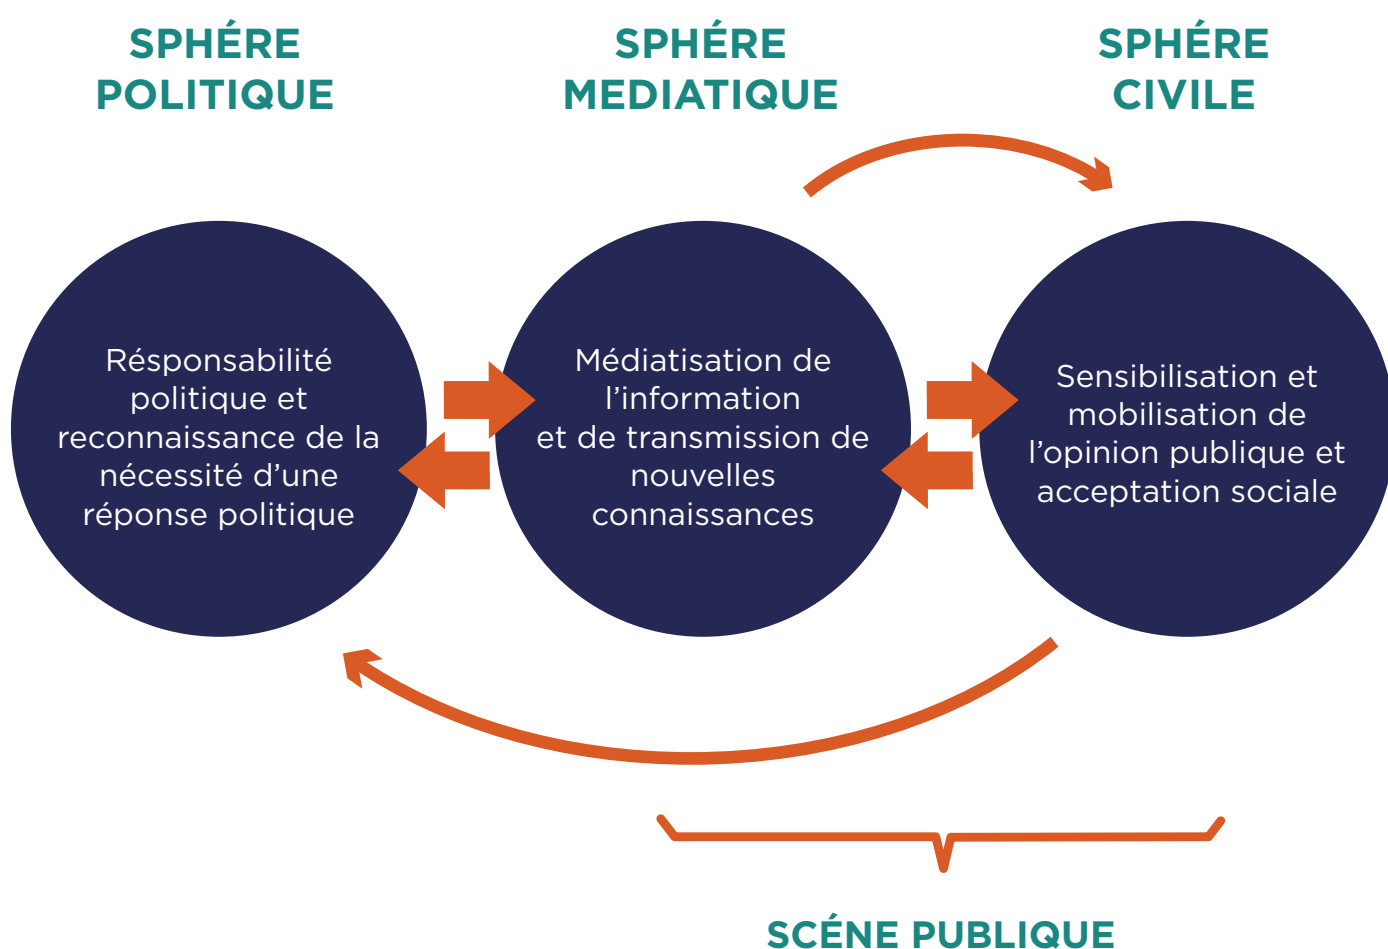 SPHÉRE
POLITIQUE
SPHÉRE
MEDIATIQUE
SPHÉRE
CIVILE
Résponsabilité
politique et
reconnaissance de la
nécessité d’une
réponse politique
Médiatisation de
l’information
et de transmission de
nouvelles
connaissances
Sensibilisation et
mobilisation de
l’opinion publique et
acceptation sociale
SCÉNE PUBLIQUE